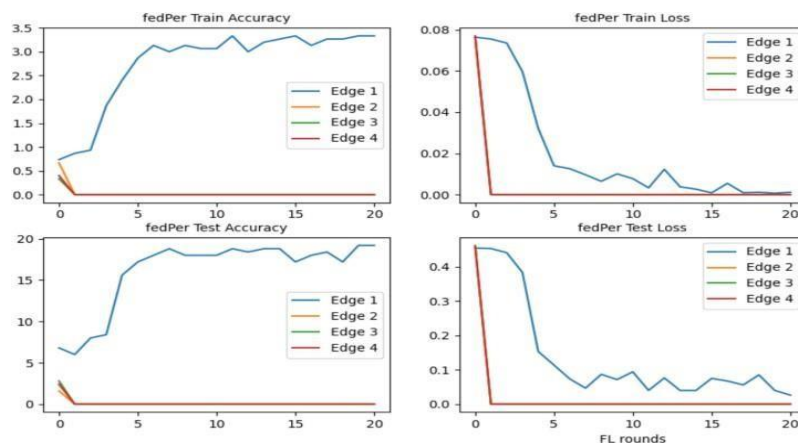 fedPer Train Accuracy
3.5
3.0
2.5
2.0
1.5
1.0
0.5
0.0
0
5
10
15
20
Edge 1
Edge 2
Edge 3
Edge 4
fedPer Train Loss
0.08
0.06
0.04
0.02
0.00
0
5
10
15
20
Edge 1
Edge 2
Edge 3
Edge 4
fedPer Test Accuracy
20
15
10
5
0
0
5
10
15
20
Edge 1
Edge 2
Edge 3
Edge 4
fedPer Test Loss
0.4
0.3
0.2
0.1
0.0
0
5
10
15
20
Edge 1
Edge 2
Edge 3
Edge 4
FL rounds